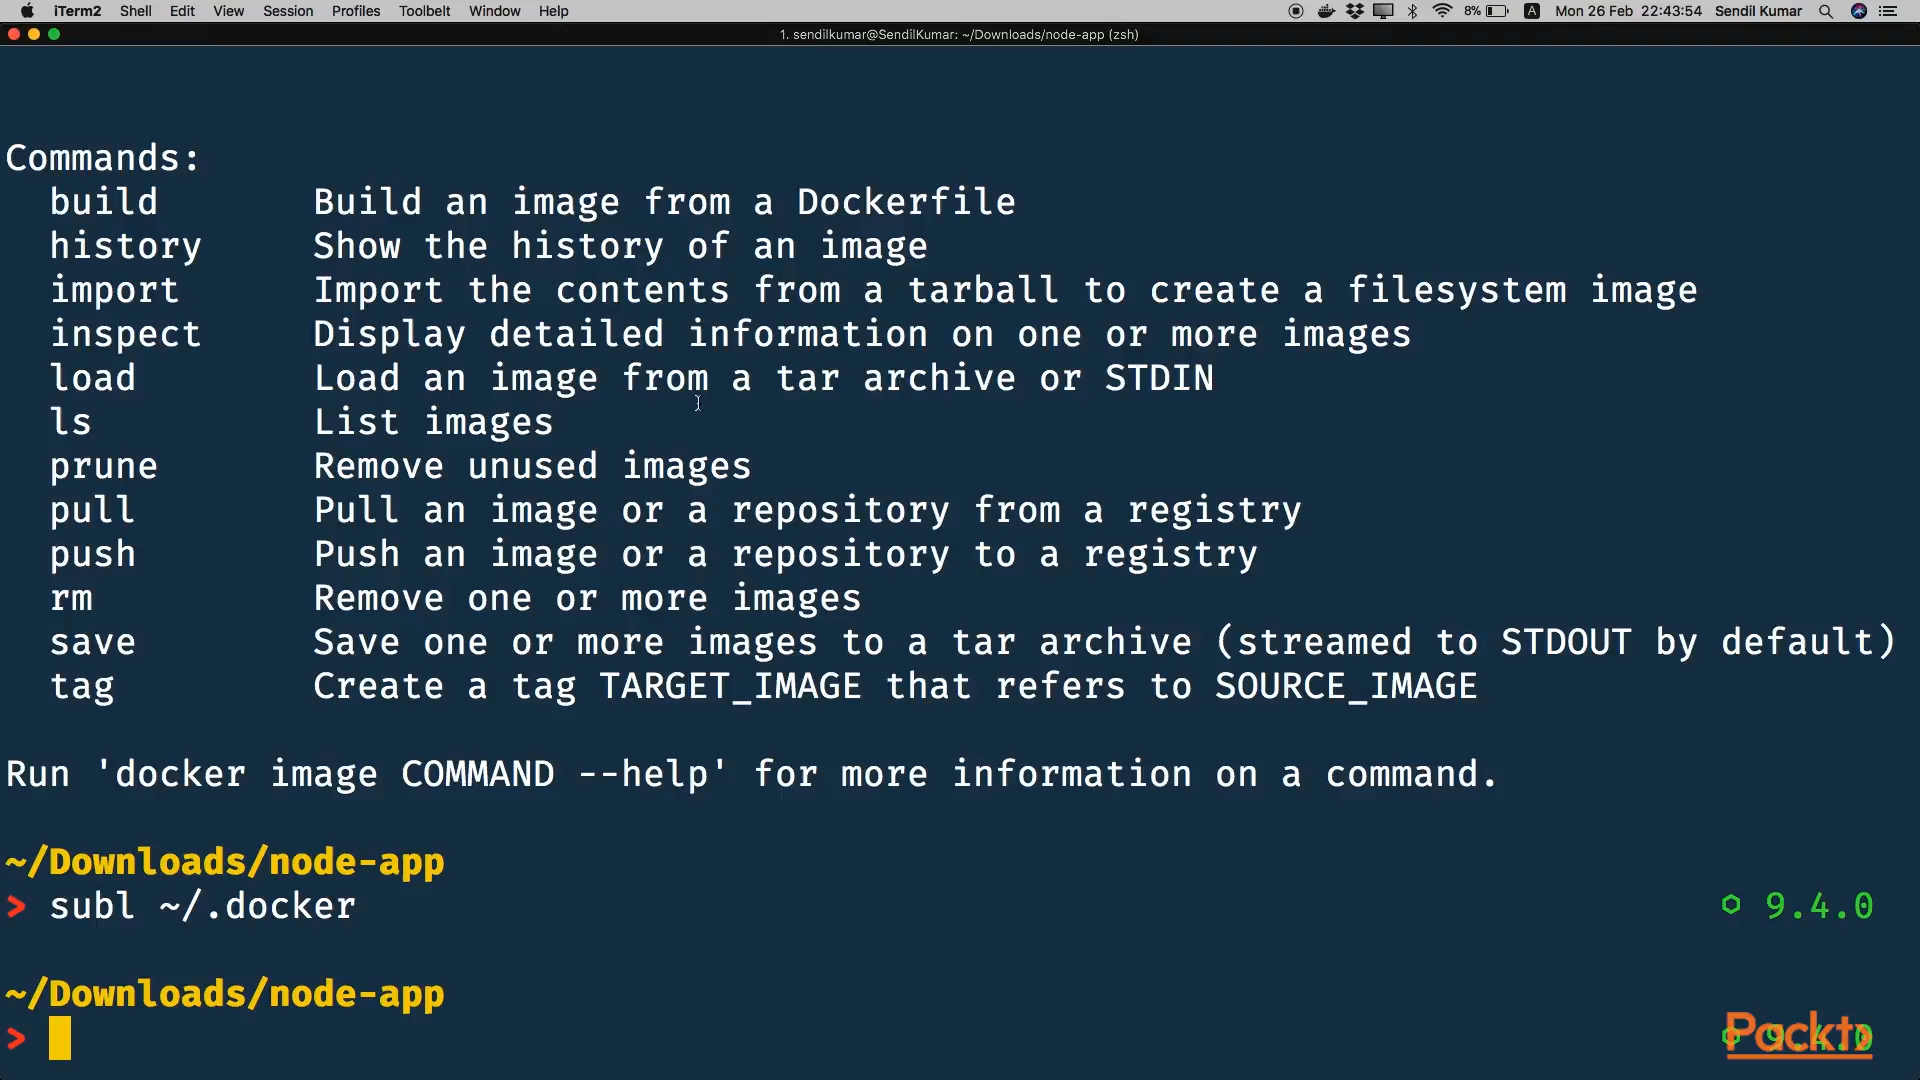 iTerm2 Shell Edit View Session Profiles Toolbelt Window Help 8% A Mon 26 Feb 22:43:54 Sendil Kumar
1. sendilkumar@SendilKumar: ~/Downloads/node-app (zsh)
Commands:
build Build an image from a Dockerfile
history Show the history of an image
import Import the contents from a tarball to create a filesystem image
inspect Display detailed information on one or more images
load Load an image from a tar archive or STDIN
ls List images
prune Remove unused images
pull Pull an image or a repository from a registry
push Push an image or a repository to a registry
rm Remove one or more images
save Save one or more images to a tar archive (streamed to STDOUT by default)
tag Create a tag TARGET_IMAGE that refers to SOURCE_IMAGE
Run 'docker image COMMAND --help' for more information on a command.
~/Downloads/node-app
> subl ~/.docker 9.4.0
~/Downloads/node-app
> 9.4.0
Packt>